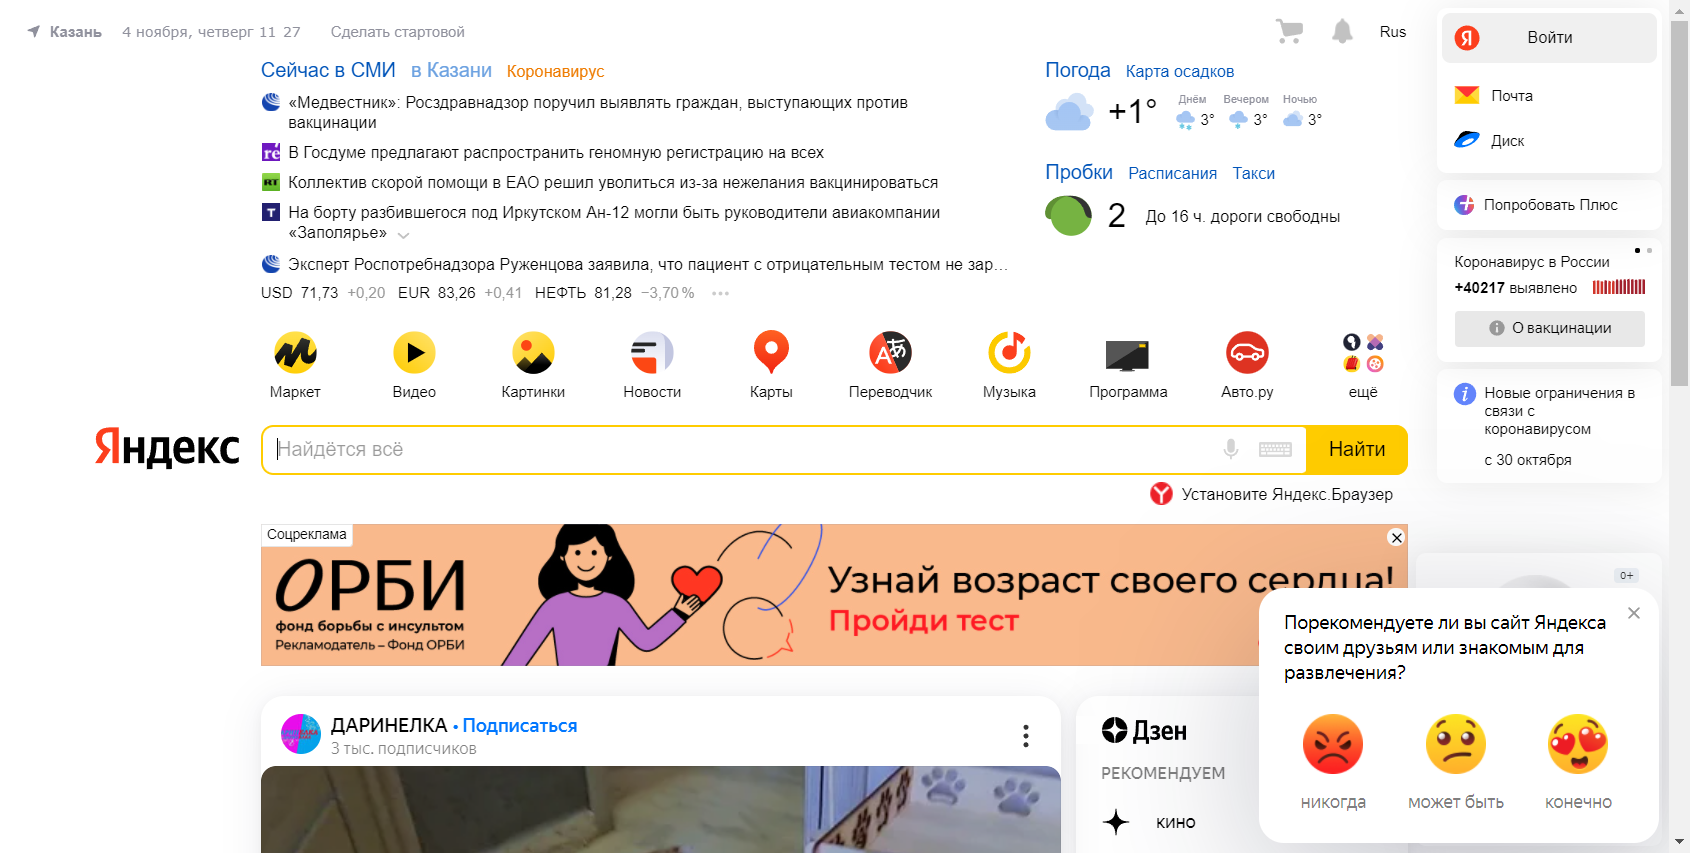 Казань 4 ноября, четверг 11 27 Сделать стартовой
Rus
Сейчас в СМИ в Казани Коронавирус
«Медвестник»: Росздравнадзор поручил выявлять граждан, выступающих против
вакцинации
В Госдуме предлагают распространить геномную регистрацию на всех
RT Коллектив скорой помощи в ЕАО решил уволиться из-за нежелания вакцинироваться
Т На борту разбившегося под Иркутском Ан-12 могли быть руководители авиакомпании
«Заполярье»
Эксперт Роспотребнадзора Руженцова заявила, что пациент с отрицательным тестом не зар…
USD 71,73 +0,20 EUR 83,26 +0,41 НЕФТЬ 81,28 −3,70 %
Погода Карта осадков
+1°
Днём Вечером Ночью
3° 3° 3°
Пробки Расписания Такси
2 До 16 ч. дороги свободны
Я Войти
Почта
Диск
Попробовать Плюс
Коронавирус в России
+40217 выявлено
О вакцинации
Новые ограничения в
связи с
коронавирусом
с 30 октября
Маркет Видео Картинки Новости Карты Переводчик Музыка Программа Авто.ру ещё
Яндекс Найдётся всё Найти
Установите Яндекс.Браузер
Соцреклама
ОРБИ
фонд борьбы с инсультом
Рекламодатель – Фонд ОРБИ
Узнай возраст своего сердца!
Пройди тест
0+
ДАРИНЕЛКА • Подписаться
3 тыс. подписчиков
Дзен
РЕКОМЕНДУЕМ
кино
Порекомендуете ли вы сайт Яндекса
своим друзьям или знакомым для
развлечения?
никогда может быть конечно